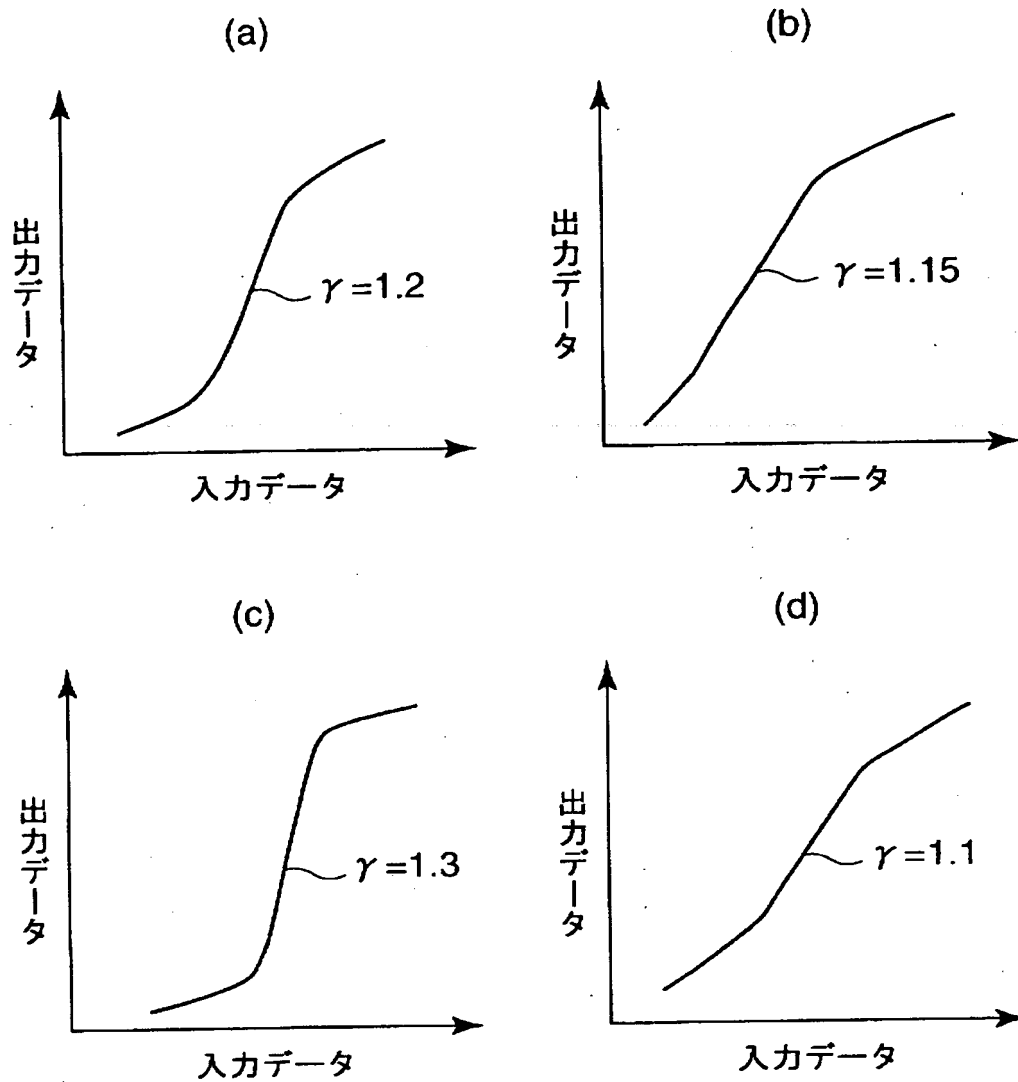 (a)
出力データ
γ=1.2
入力データ
(b)
出力データ
γ=1.15
入力データ
(c)
出力データ
γ=1.3
入力データ
(d)
出力データ
γ=1.1
入力データ